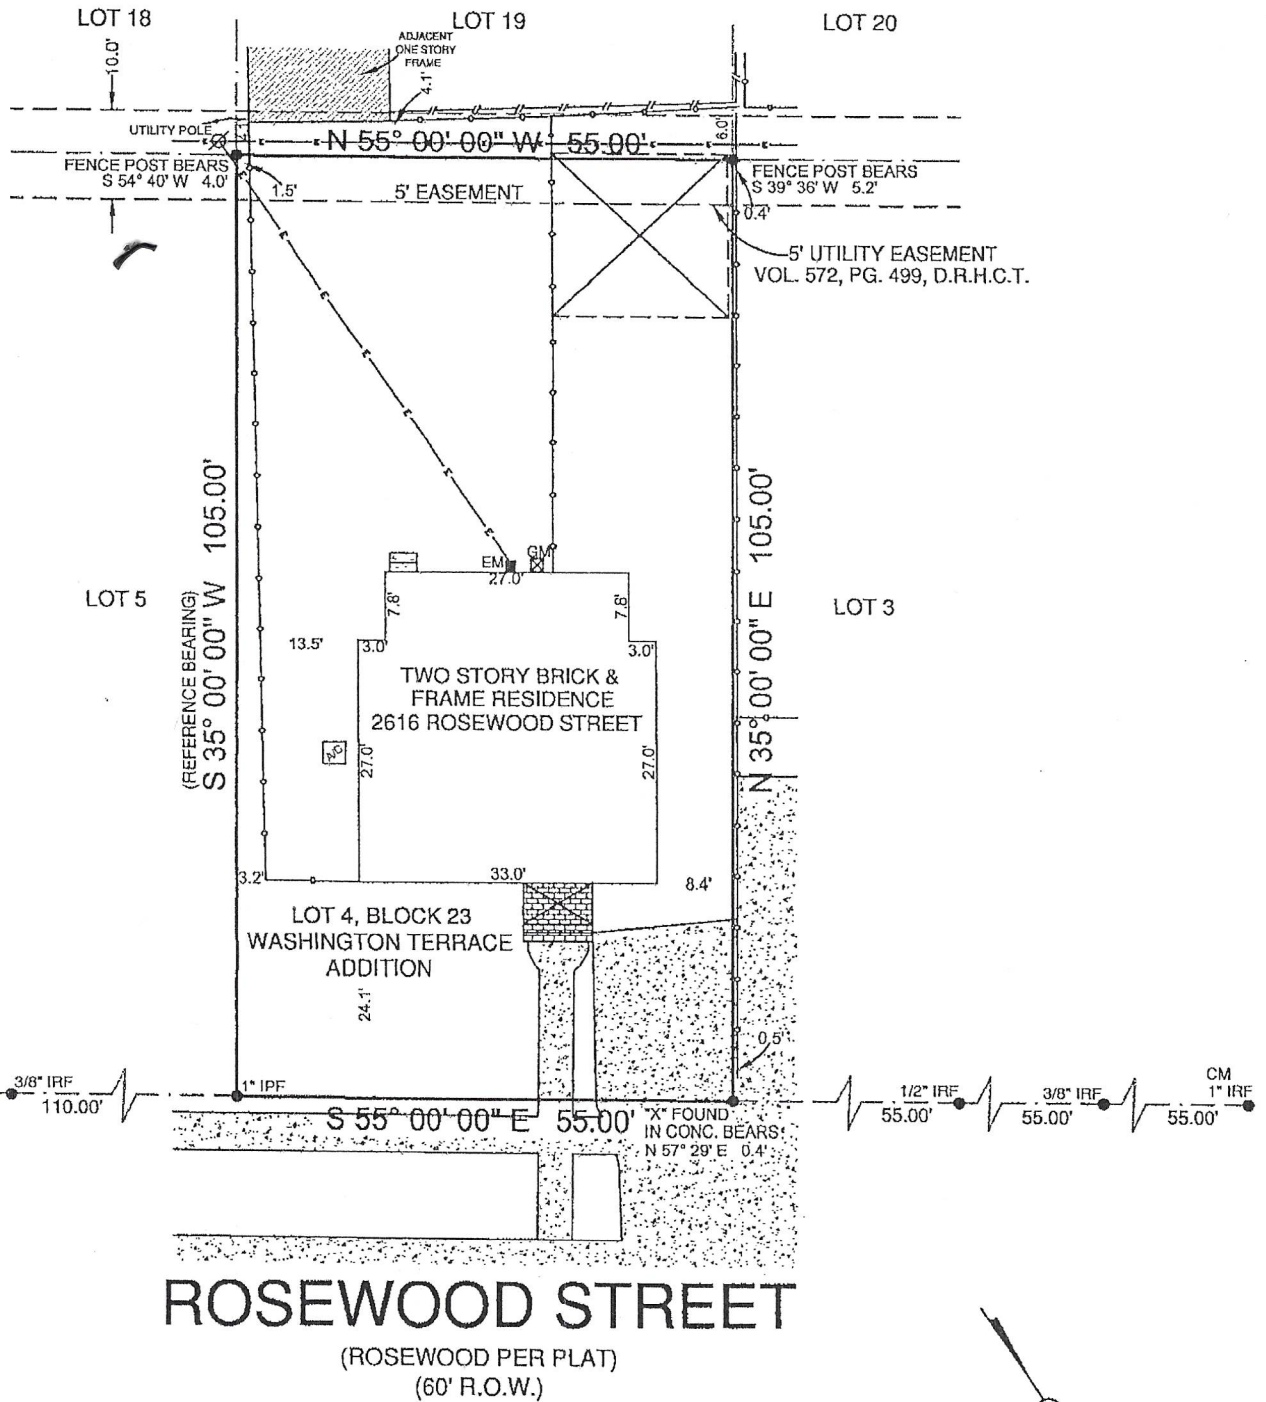 LOT 18
LOT 19
LOT 20
ADJACENT
ONE STORY
FRAME
10.0'
4.1'
UTILITY POLE
N 55° 00' 00" W 55.00'
6.0'
FENCE POST BEARS
S 54° 40' W 4.0'
FENCE POST BEARS
S 39° 36' W 5.2'
1.5'
5' EASEMENT
0.4'
5' UTILITY EASEMENT
VOL. 572, PG. 499, D.R.H.C.T.
S 35° 00' 00" W 105.00'
(REFERENCE BEARING)
N 35° 00' 00" E 105.00'
EM
GM
27.0'
LOT 5
LOT 3
7.8'
7.8'
13.5'
3.0'
3.0'
TWO STORY BRICK &
FRAME RESIDENCE
2616 ROSEWOOD STREET
27.0'
27.0'
3.2'
33.0'
8.4'
LOT 4, BLOCK 23
WASHINGTON TERRACE
ADDITION
24.1'
0.5'
3/8" IRF
110.00'
1" IPF
S 55° 00' 00" E 55.00'
"X" FOUND
IN CONC. BEARS
N 57° 29' E 0.4'
1/2" IRF
55.00'
3/8" IRF
55.00'
CM
1" IRF
55.00'
ROSEWOOD STREET
(ROSEWOOD PER PLAT)
(60' R.O.W.)